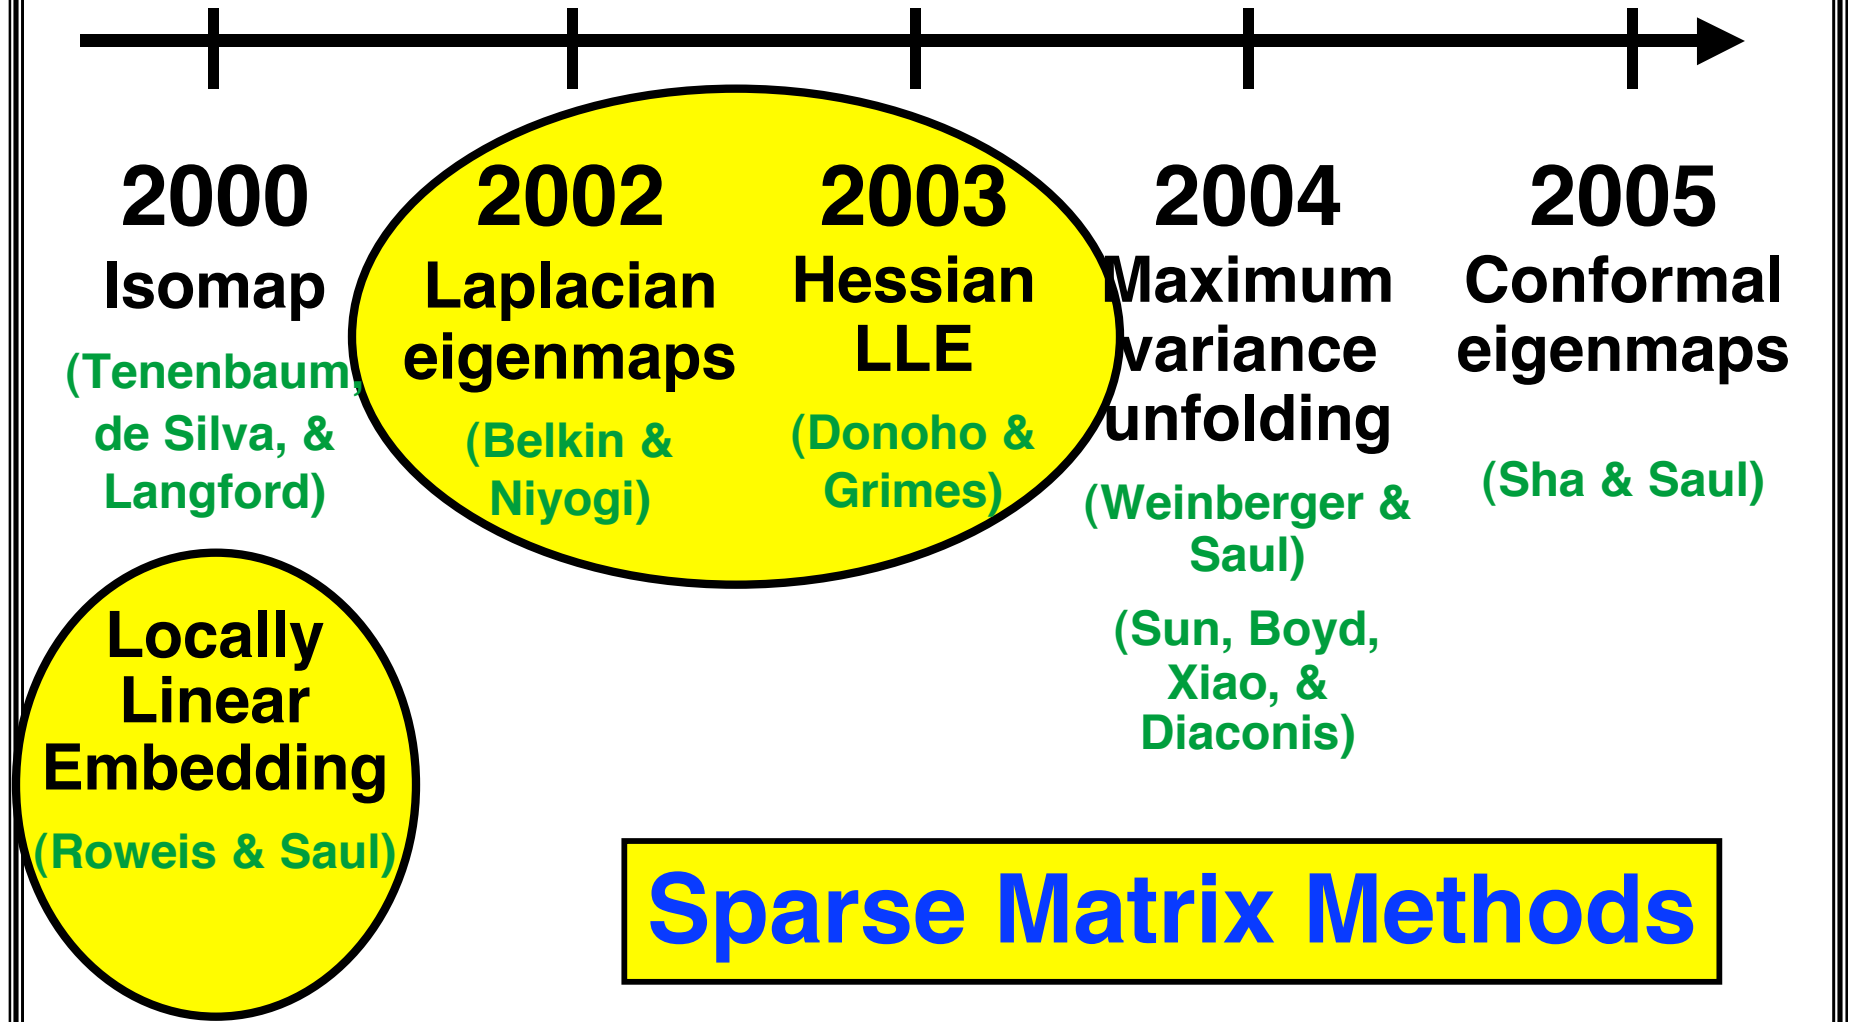 2000
Isomap
(Tenenbaum,
de Silva, &
Langford)
Locally
Linear
Embedding
(Roweis & Saul)
2002
Laplacian
eigenmaps
(Belkin &
Niyogi)
2003
Hessian
LLE
(Donoho &
Grimes)
2004
Maximum
variance
unfolding
(Weinberger &
Saul)
(Sun, Boyd,
Xiao, &
Diaconis)
2005
Conformal
eigenmaps
(Sha & Saul)
Sparse Matrix Methods